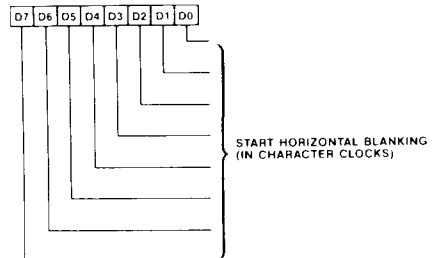 D7 D6 D5 D4 D3 D2 D1 D0
START HORIZONTAL BLANKING
(IN CHARACTER CLOCKS)